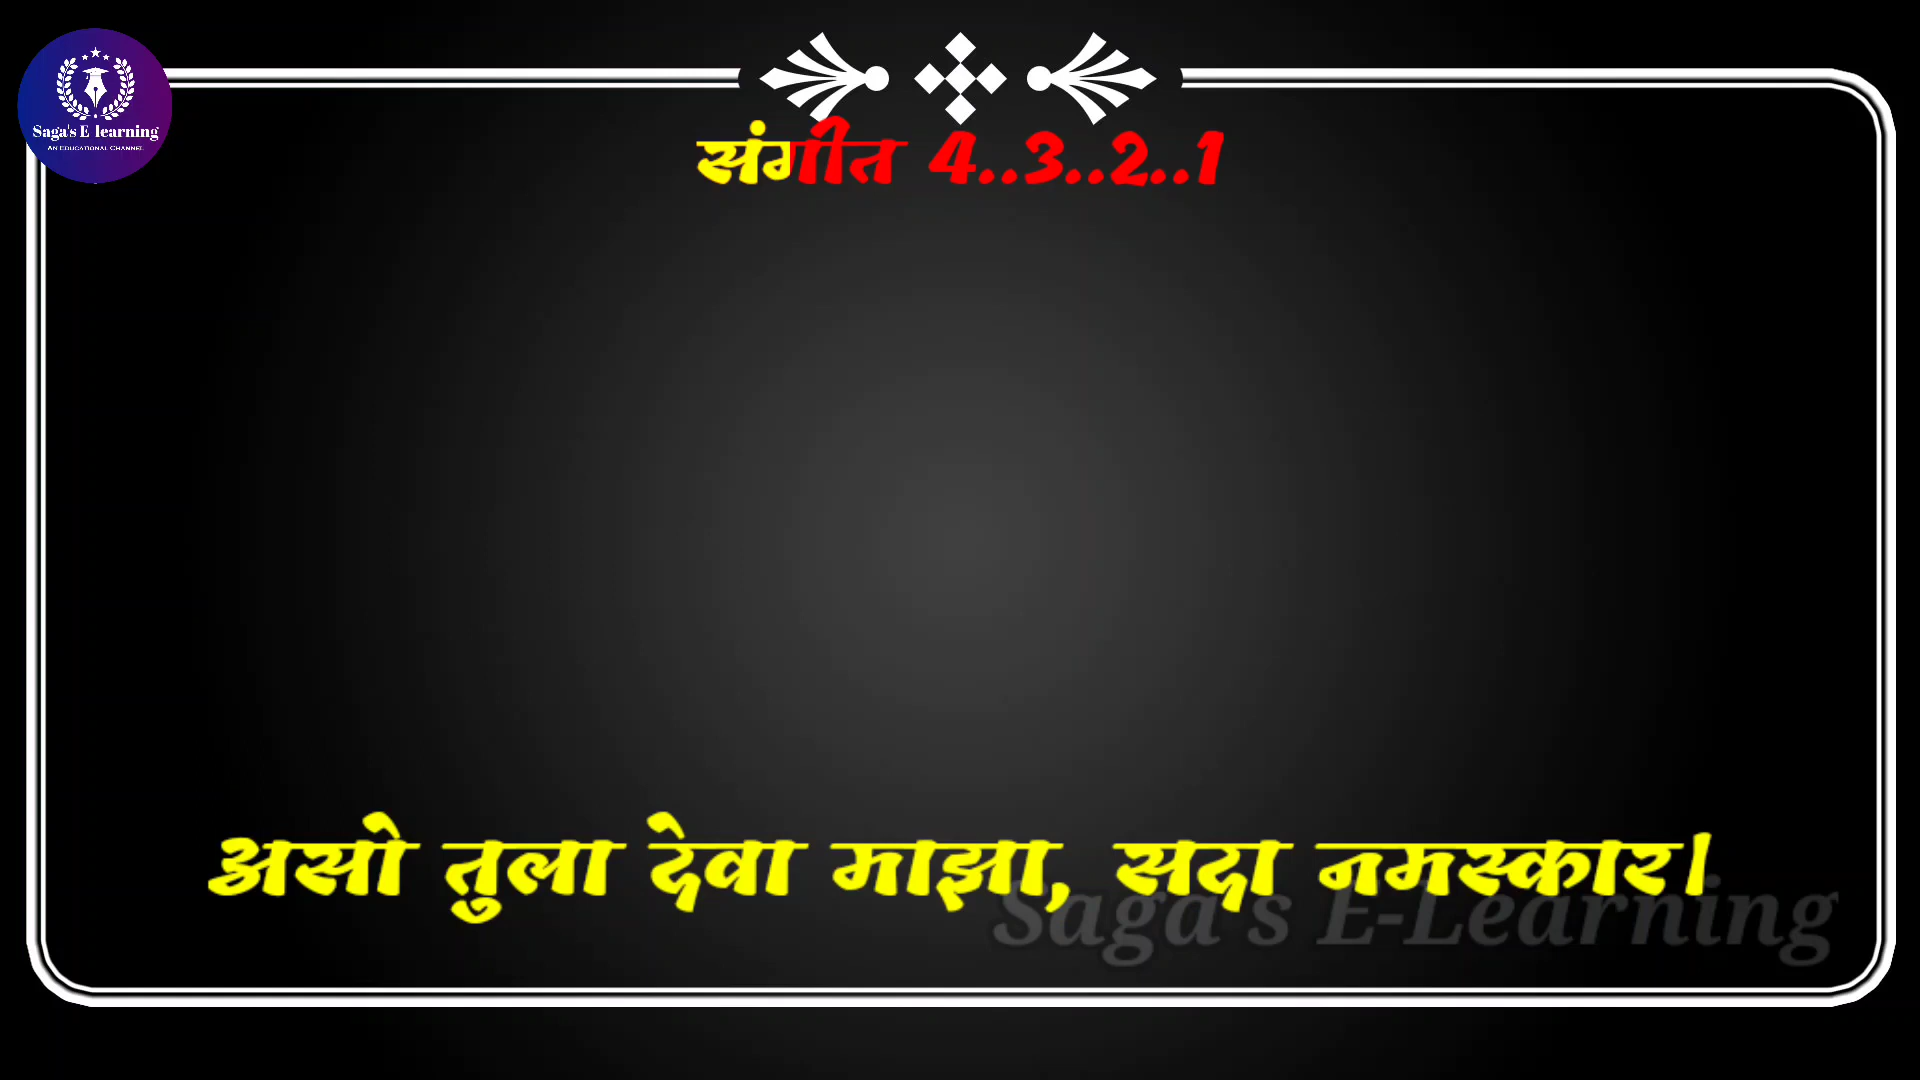 Saga's E learning
AN EDUCATIONAL CHANNEL
संगीत 4..3..2..1
असो तुला देवा माझा, सदा नमस्कार।
Saga's E-Learning